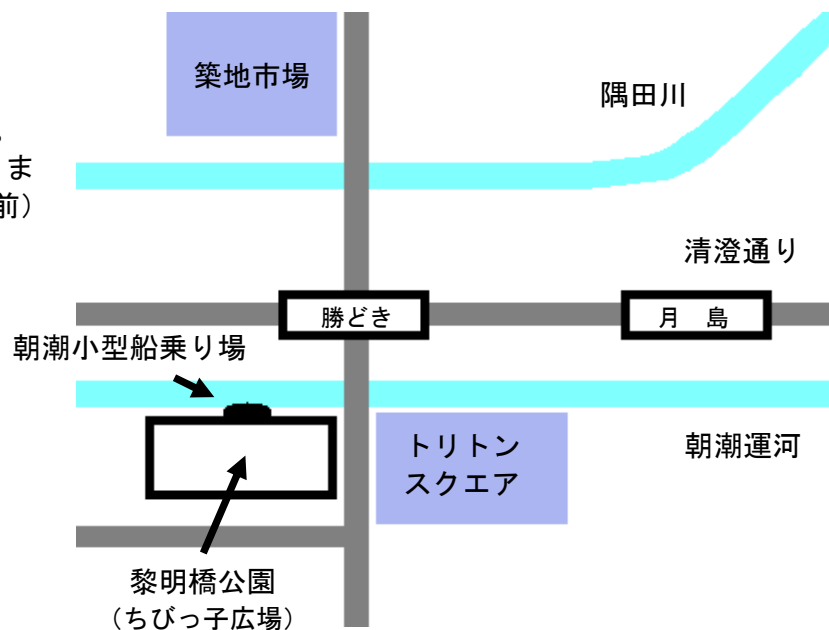 築地市場
隅田川
ま
前）
清澄通り
勝どき
月　島
朝潮小型船乗り場
トリトン
スクエア
朝潮運河
黎明橋公園
（ちびっ子広場）